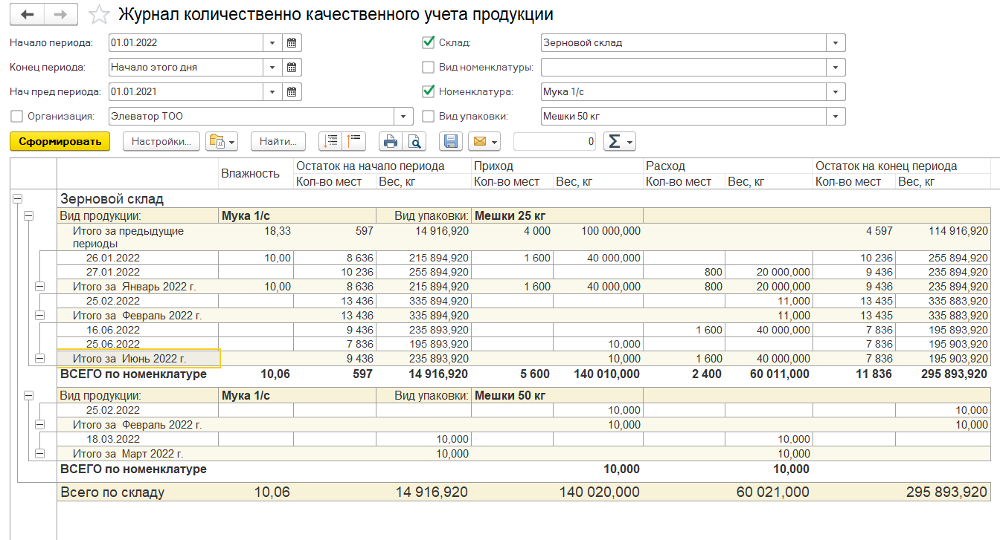 Журнал количественно качественного учета продукции
Начало периода: 01.01.2022 Склад: Зерновой склад
Конец периода: Начало этого дня Вид номенклатуры:
Нач пред периода: 01.01.2021 Номенклатура: Мука 1/с
Организация: Элеватор ТОО Вид упаковки: Мешки 50 кг
Сформировать Настройки... Найти... 0 Σ
Влажность Остаток на начало периода Приход Расход Остаток на конец периода
Кол-во мест Вес, кг Кол-во мест Вес, кг Кол-во мест Вес, кг Кол-во мест Вес, кг
Зерновой склад
Вид продукции: Мука 1/с Вид упаковки: Мешки 25 кг
Итого за предыдущие 18,33 597 14 916,920 4 000 100 000,000 4 597 114 916,920
периоды
26.01.2022 10,00 8 636 215 894,920 1 600 40 000,000 10 236 255 894,920
27.01.2022 10 236 255 894,920 800 20 000,000 9 436 235 894,920
Итого за Январь 2022 г. 10,00 8 636 215 894,920 1 600 40 000,000 800 20 000,000 9 436 235 894,920
25.02.2022 13 436 335 894,920 11,000 13 435 335 883,920
Итого за Февраль 2022 г. 13 436 335 894,920 11,000 13 435 335 883,920
16.06.2022 9 436 235 893,920 1 600 40 000,000 7 836 195 893,920
25.06.2022 7 836 195 893,920 10,000 7 836 195 903,920
Итого за Июнь 2022 г. 9 436 235 893,920 10,000 1 600 40 000,000 7 836 195 903,920
ВСЕГО по номенклатуре 10,06 597 14 916,920 5 600 140 010,000 2 400 60 011,000 11 836 295 893,920
Вид продукции: Мука 1/с Вид упаковки: Мешки 50 кг
25.02.2022 10,000 10,000
Итого за Февраль 2022 г. 10,000 10,000
18.03.2022 10,000 10,000
Итого за Март 2022 г. 10,000 10,000
ВСЕГО по номенклатуре 10,000 10,000
Всего по складу 10,06 14 916,920 140 020,000 60 021,000 295 893,920